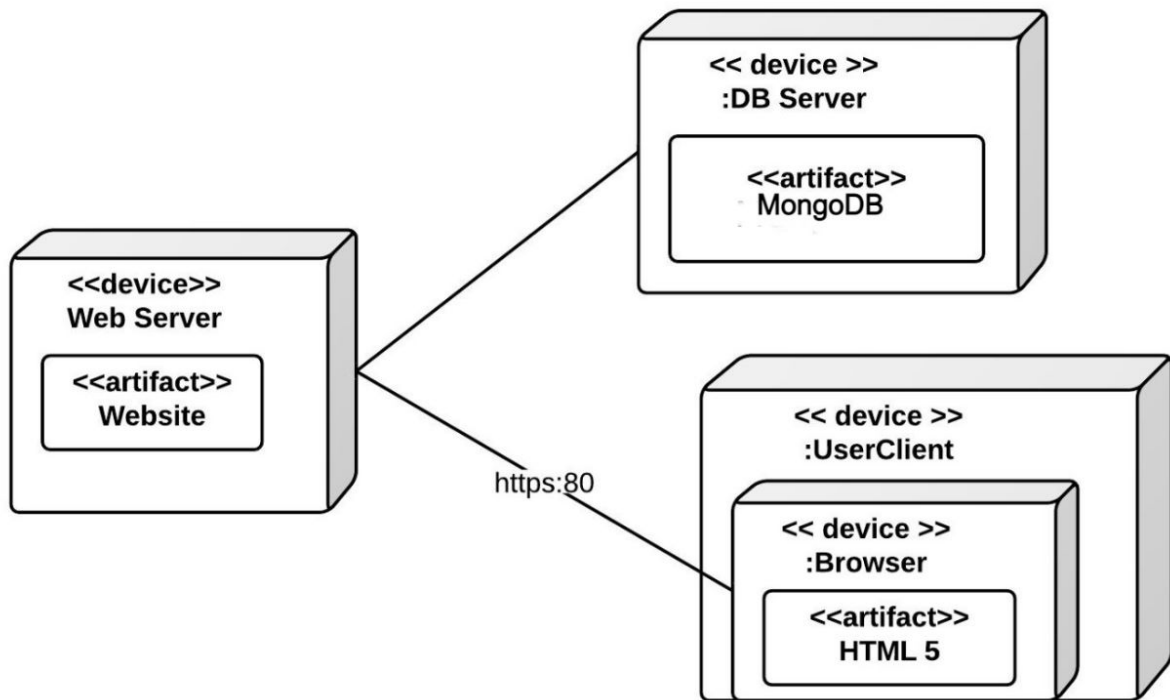 << device >>
:DB Server
<<artifact>>
MongoDB
<<device>>
Web Server
<<artifact>>
Website
https:80
<< device >>
:UserClient
<< device >>
:Browser
<<artifact>>
HTML 5